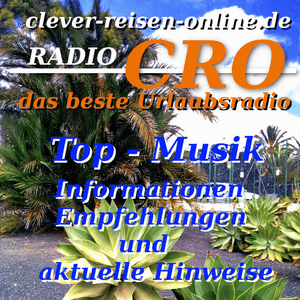 clever-reisen-online.de
RADIO CRO
das beste Urlaubsradio
Top - Musik
Informationen
Empfehlungen
und
aktuelle Hinweise